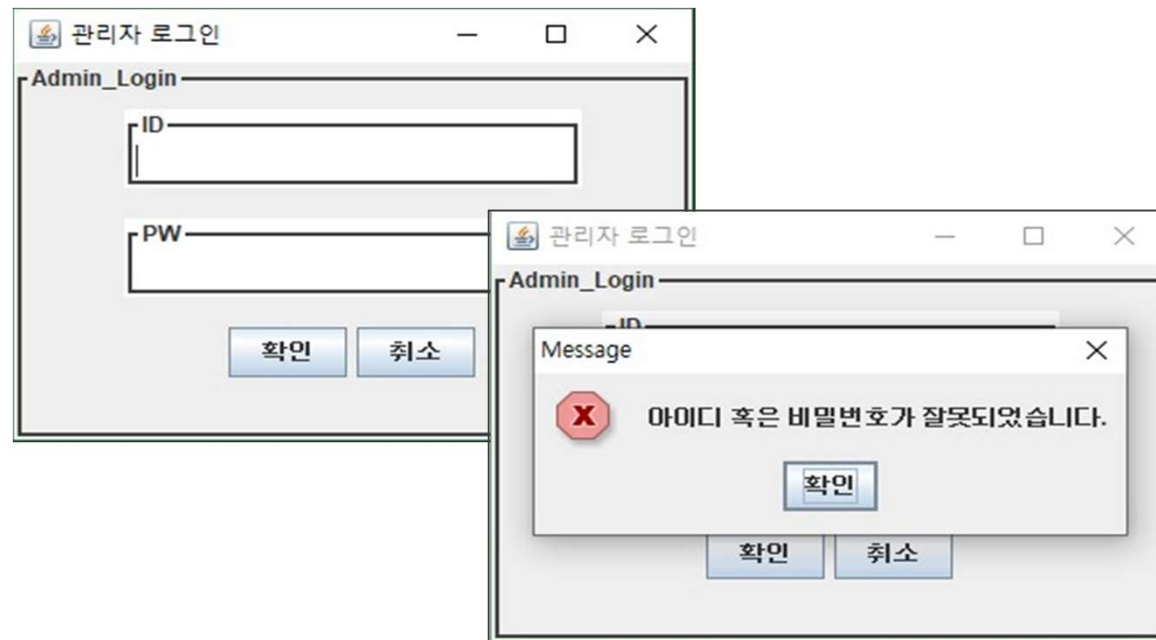 관리자 로그인
Admin_Login
ID
PW
확인 취소
관리자 로그인
Admin_Login
ID
Message
아이디 혹은 비밀번호가 잘못되었습니다.
확인
확인 취소